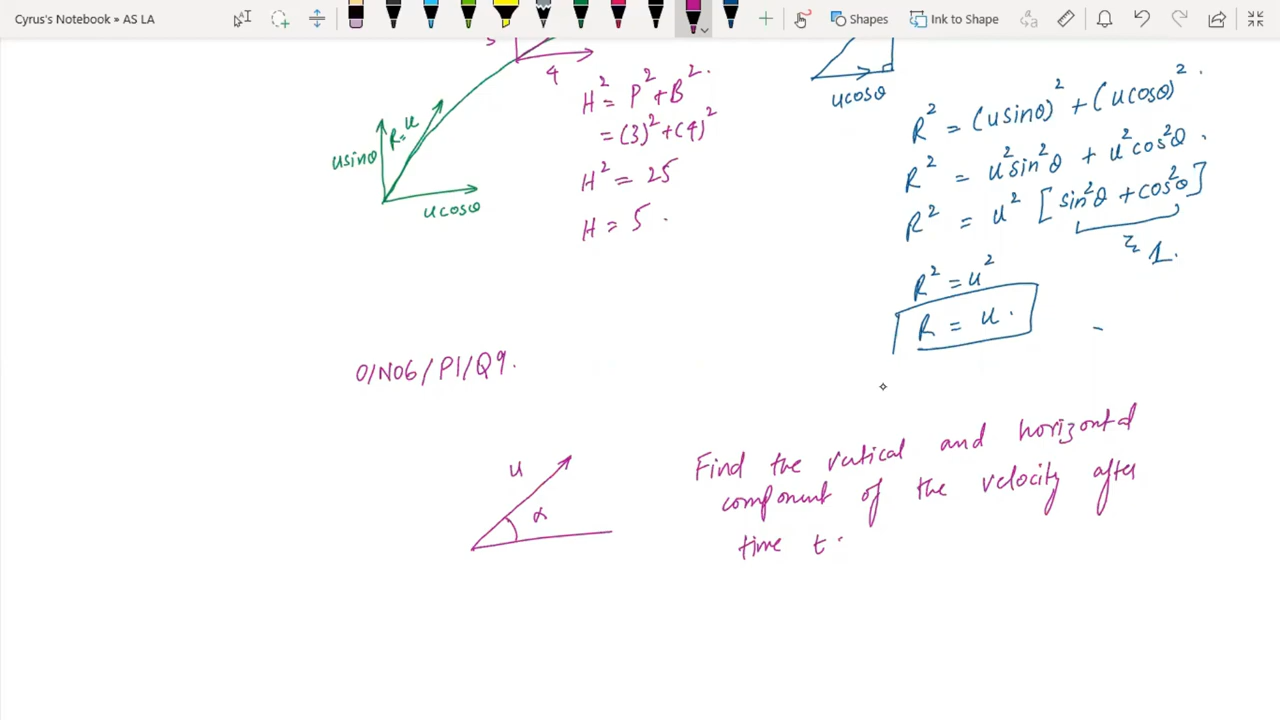 Cyrus's Notebook » AS LA
Shapes
Ink to Shape
4
H² = P² + B².
= (3)² + (4)²
H² = 25
H = 5.
usinθ
R=u
ucosθ
ucosθ
R² = (usinθ)² + (ucosθ)².
R² = u²sin²θ + u²cos²θ.
R² = u² [sin²θ + cos²θ]
1.
R² = u²
R = u.
O/N06/P1/Q9.
u
α
Find the vertical and horizontal
component of the velocity after
time t.